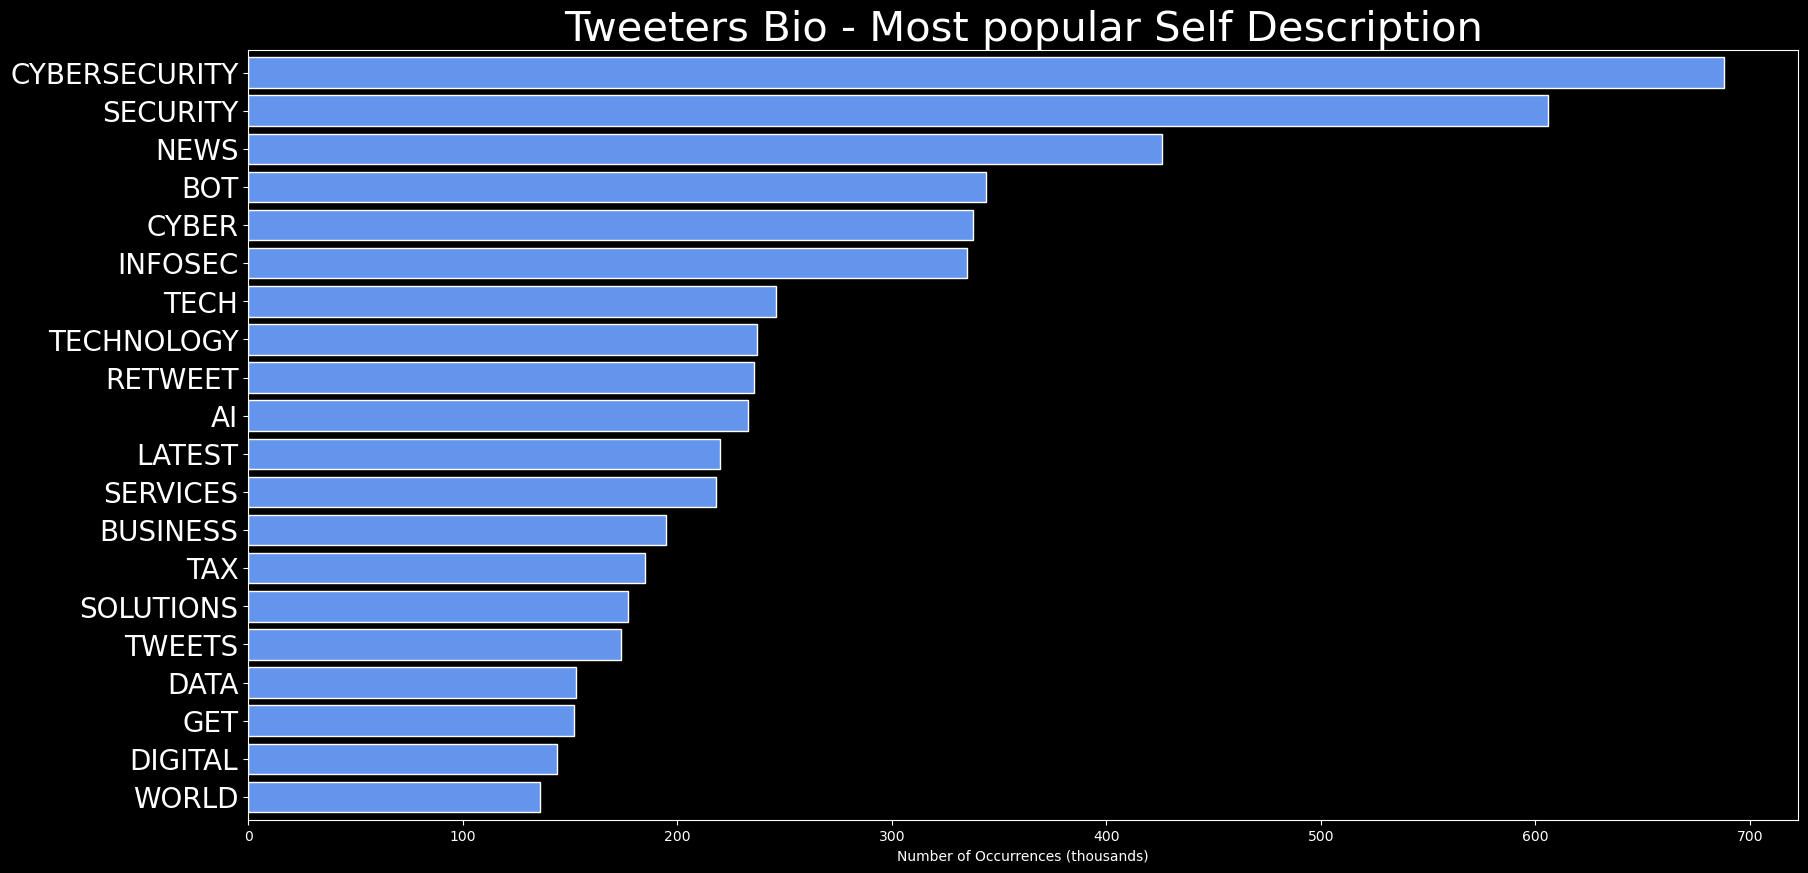 Tweeters Bio - Most popular Self Description
CYBERSECURITY
SECURITY
NEWS
BOT
CYBER
INFOSEC
TECH
TECHNOLOGY
RETWEET
AI
LATEST
SERVICES
BUSINESS
TAX
SOLUTIONS
TWEETS
DATA
GET
DIGITAL
WORLD
0 100 200 300 400 500 600 700
Number of Occurrences (thousands)